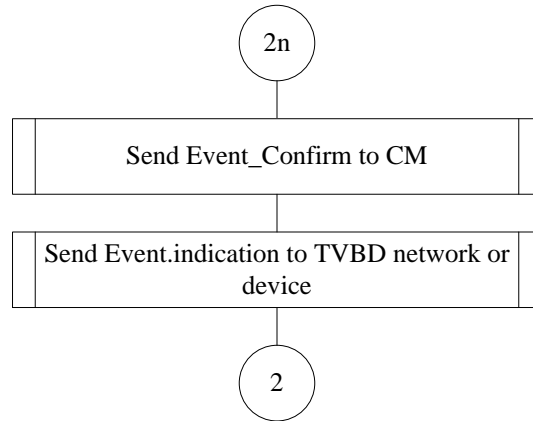 2n
Send Event_Confirm to CM
Send Event.indication to TVBD network or
device
2